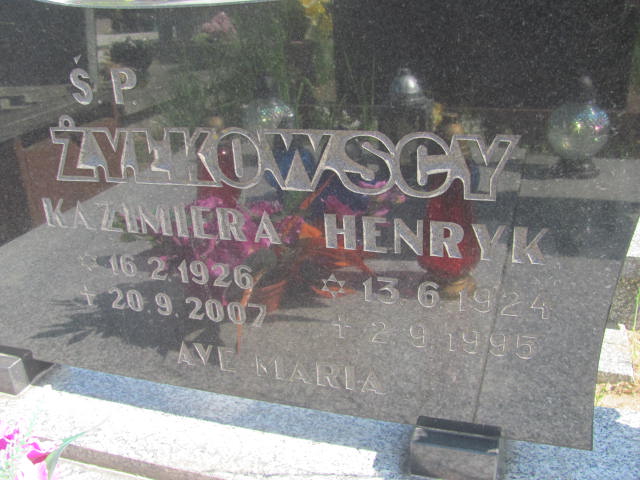 Ś.P.
ŻYŁKOWSCY
KAZIMIERA HENRYK
16.2.1926 13.6.1924
20.9.2007 2.9.1995
AVE MARIA